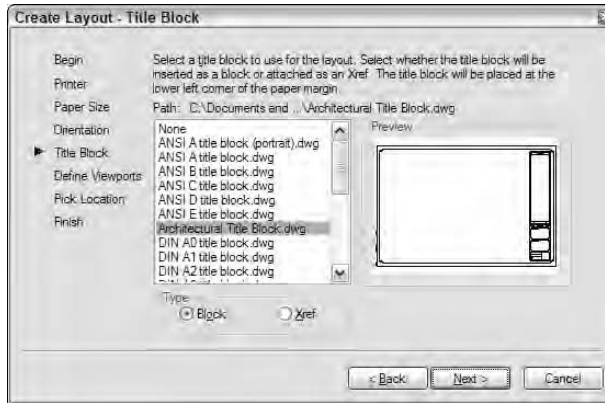 Create Layout - Title Block
Begin
Printer
Paper Size
Orientation
Title Block
Define Viewports
Pick Location
Finish
Select a title block to use for the layout. Select whether the title block will be
inserted as a block or attached as an Xref. The title block will be placed at the
lower left corner of the paper margin.
Path: C:\Documents and ...\Architectural Title Block.dwg
None
ANSI A title block (portrait).dwg
ANSI A title block.dwg
ANSI B title block.dwg
ANSI C title block.dwg
ANSI D title block.dwg
ANSI E title block.dwg
Architectural Title Block.dwg
DIN A0 title block.dwg
DIN A1 title block.dwg
DIN A2 title block.dwg
Preview
Type
Block
Xref
< Back
Next >
Cancel